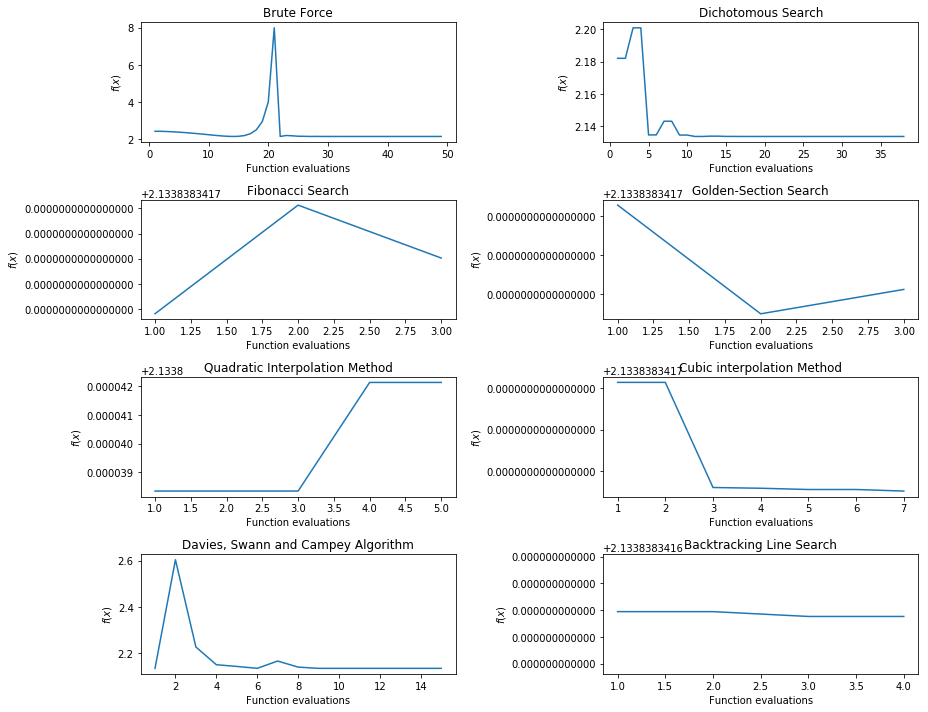 Brute Force
8
6
4
2
f(x)
0 10 20 30 40 50
Function evaluations
Dichotomous Search
2.20
2.18
2.16
2.14
f(x)
0 5 10 15 20 25 30 35
Function evaluations
Fibonacci Search
+2.1338383417
0.0000000000000000
0.0000000000000000
0.0000000000000000
0.0000000000000000
0.0000000000000000
f(x)
1.00 1.25 1.50 1.75 2.00 2.25 2.50 2.75 3.00
Function evaluations
Golden-Section Search
+2.1338383417
0.0000000000000000
0.0000000000000000
0.0000000000000000
f(x)
1.00 1.25 1.50 1.75 2.00 2.25 2.50 2.75 3.00
Function evaluations
Quadratic Interpolation Method
+2.1338
0.000042
0.000041
0.000040
0.000039
f(x)
1.0 1.5 2.0 2.5 3.0 3.5 4.0 4.5 5.0
Function evaluations
Cubic interpolation Method
+2.1338383417
0.0000000000000000
0.0000000000000000
0.0000000000000000
f(x)
1 2 3 4 5 6 7
Function evaluations
Davies, Swann and Campey Algorithm
2.6
2.4
2.2
f(x)
2 4 6 8 10 12 14
Function evaluations
Backtracking Line Search
+2.1338383416
0.000000000000
0.000000000000
0.000000000000
0.000000000000
0.000000000000
f(x)
1.0 1.5 2.0 2.5 3.0 3.5 4.0
Function evaluations